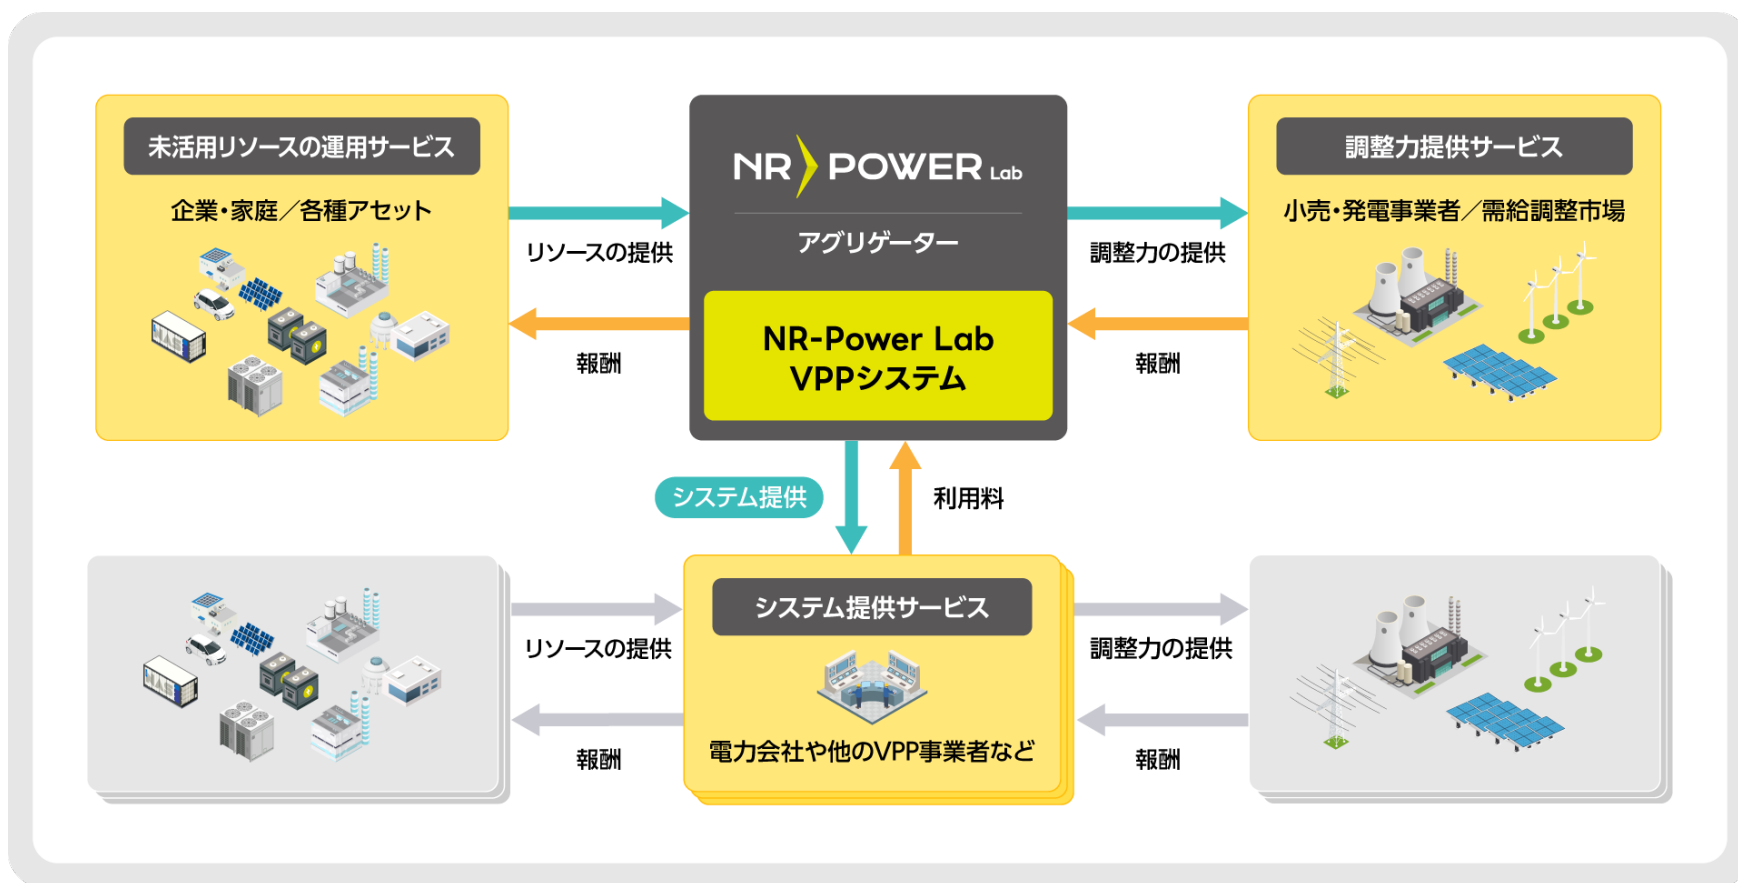 未活用リソースの運用サービス
企業・家庭／各種アセット
リソースの提供
報酬
NR POWER Lab
アグリゲーター
NR-Power Lab
VPPシステム
調整力の提供
報酬
調整力提供サービス
小売・発電事業者／需給調整市場
システム提供
利用料
リソースの提供
報酬
システム提供サービス
電力会社や他のVPP事業者など
調整力の提供
報酬